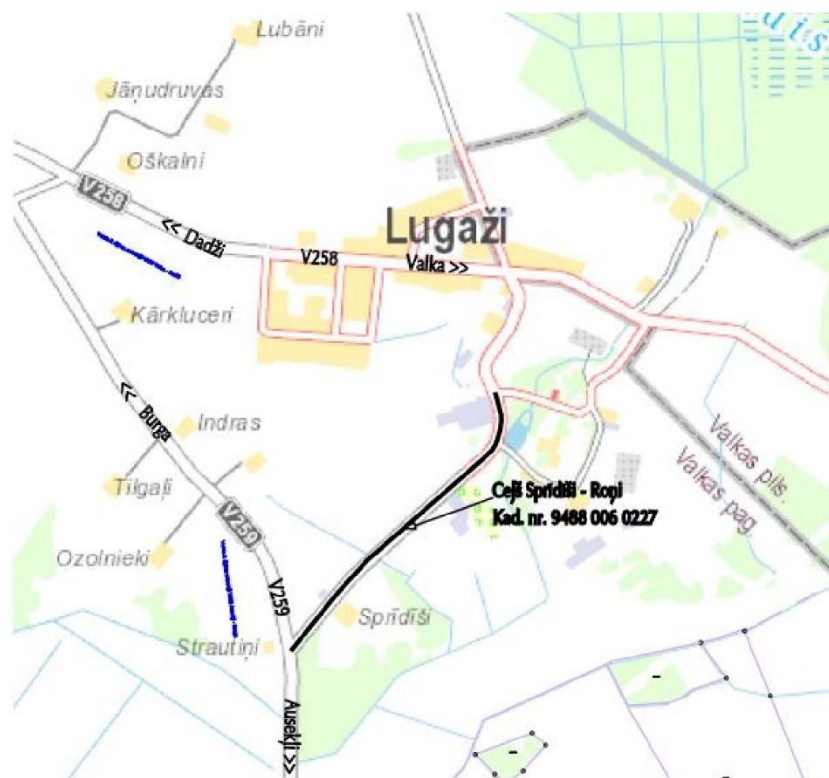 Lubāni
Jāņudruvas
Oškalni
V258
<< Dadži
V258
Lugaži
Valka >>
Kārkluceri
<< Burga
Indras
Tilgaļi
V259
Ozolnieki
V259
Strautiņi
Sprīdīši
Ausekļi >>
Ceļš Sprīdīši - Roņi
Kad. nr. 9488 006 0227
Valkas pils.
Valkas pag.